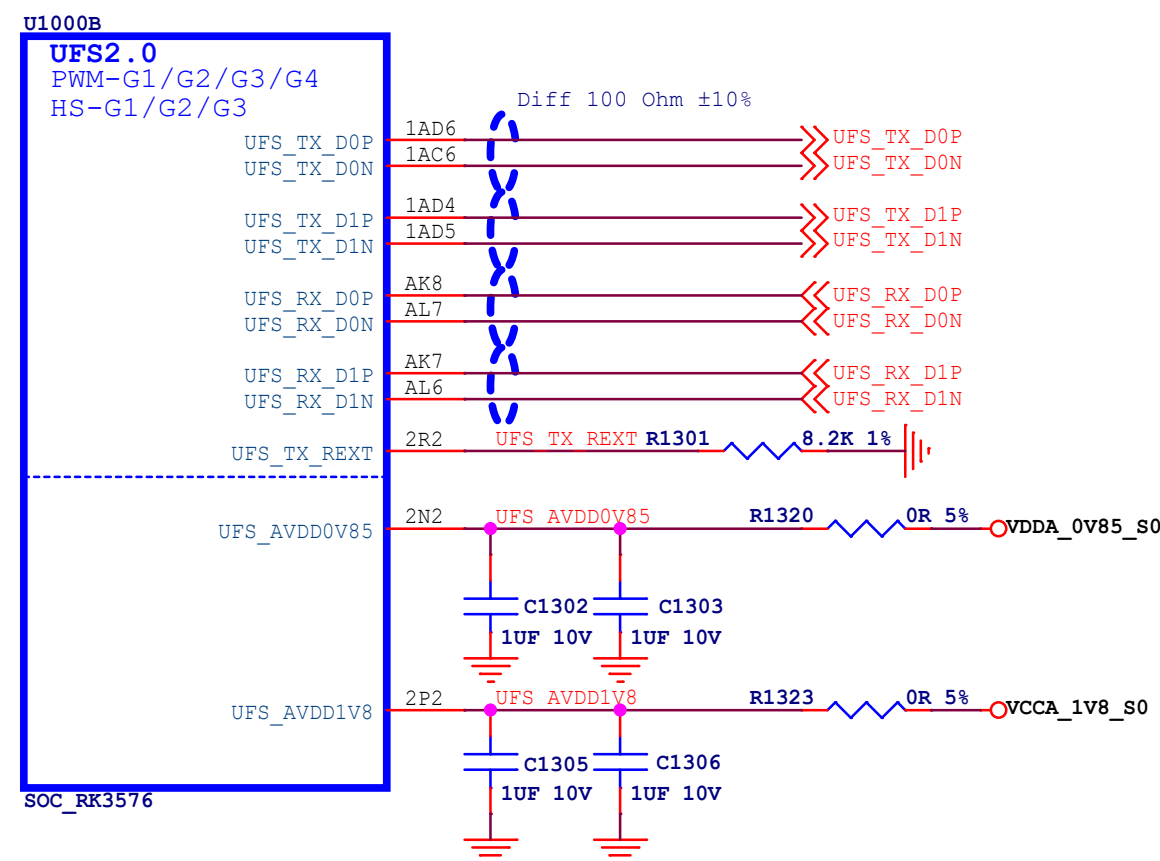 U1000B
UFS2.0
PWM-G1/G2/G3/G4
HS-G1/G2/G3
Diff 100 Ohm ±10%
UFS_TX_D0P 1AD6 UFS_TX_D0P
UFS_TX_D0N 1AC6 UFS_TX_D0N
UFS_TX_D1P 1AD4 UFS_TX_D1P
UFS_TX_D1N 1AD5 UFS_TX_D1N
UFS_RX_D0P AK8 UFS_RX_D0P
UFS_RX_D0N AL7 UFS_RX_D0N
UFS_RX_D1P AK7 UFS_RX_D1P
UFS_RX_D1N AL6 UFS_RX_D1N
UFS_TX_REXT 2R2 UFS_TX_REXT R1301 8.2K 1%
UFS_AVDD0V85 2N2 UFS_AVDD0V85 R1320 0R 5% VDDA_0V85_S0
C1302 C1303
1UF 10V 1UF 10V
UFS_AVDD1V8 2P2 UFS_AVDD1V8 R1323 0R 5% VCCA_1V8_S0
C1305 C1306
1UF 10V 1UF 10V
SOC_RK3576